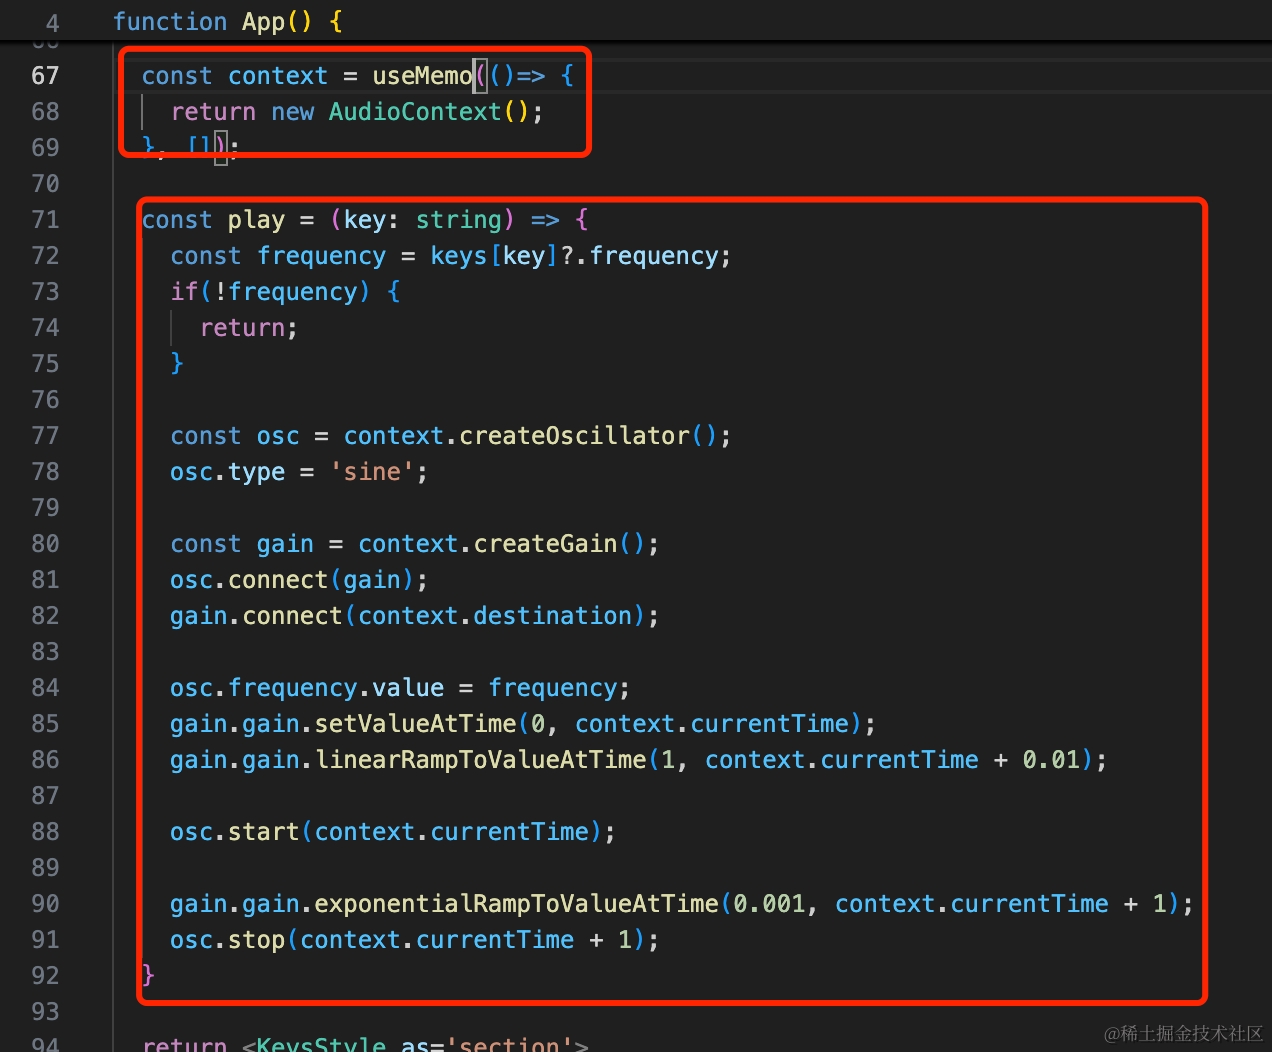 4 function App() {
67 const context = useMemo(()=> {
68 return new AudioContext();
69 }, []);
70
71 const play = (key: string) => {
72 const frequency = keys[key]?.frequency;
73 if(!frequency) {
74 return;
75 }
76
77 const osc = context.createOscillator();
78 osc.type = 'sine';
79
80 const gain = context.createGain();
81 osc.connect(gain);
82 gain.connect(context.destination);
83
84 osc.frequency.value = frequency;
85 gain.gain.setValueAtTime(0, context.currentTime);
86 gain.gain.linearRampToValueAtTime(1, context.currentTime + 0.01);
87
88 osc.start(context.currentTime);
89
90 gain.gain.exponentialRampToValueAtTime(0.001, context.currentTime + 1);
91 osc.stop(context.currentTime + 1);
92 }
93
94 return <KeysStyle as='section'>
@稀土掘金技术社区